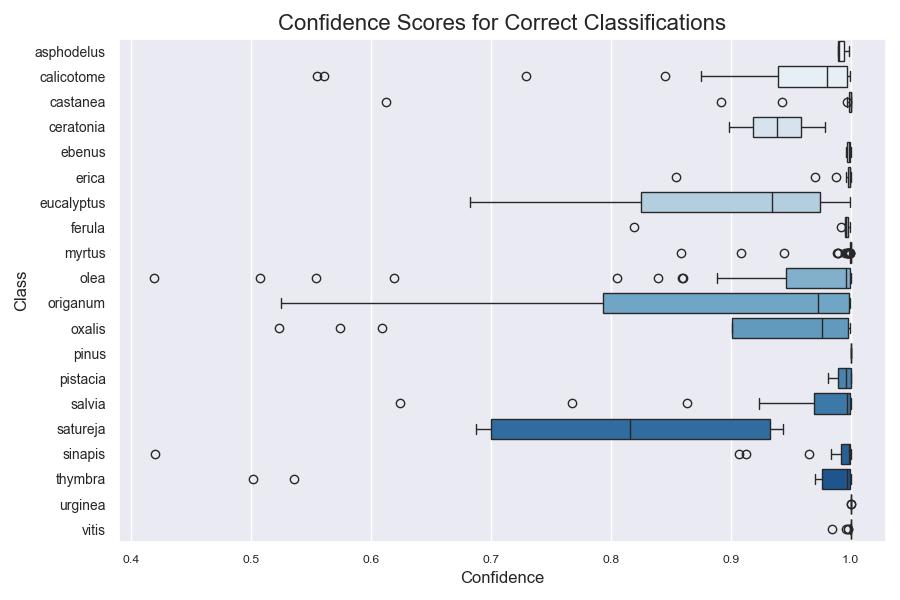 Confidence Scores for Correct Classifications
asphodelus
calicotome
castanea
ceratonia
ebenus
erica
eucalyptus
ferula
myrtus
olea
origanum
oxalis
pinus
pistacia
salvia
satureja
sinapis
thymbra
urginea
vitis
Class
0.4 0.5 0.6 0.7 0.8 0.9 1.0
Confidence